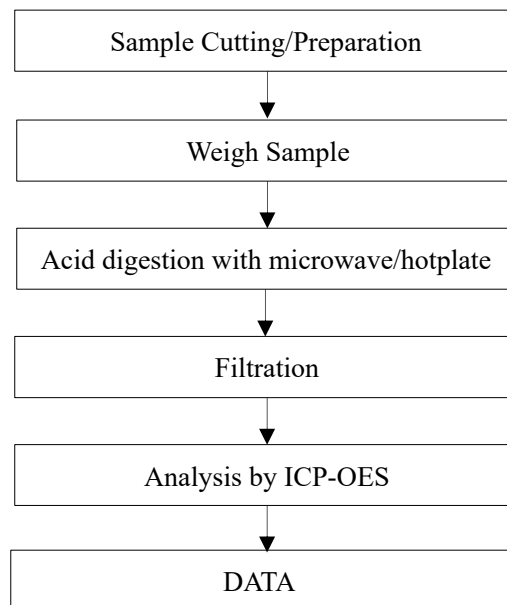 Sample Cutting/Preparation
Weigh Sample
Acid digestion with microwave/hotplate
Filtration
Analysis by ICP-OES
DATA